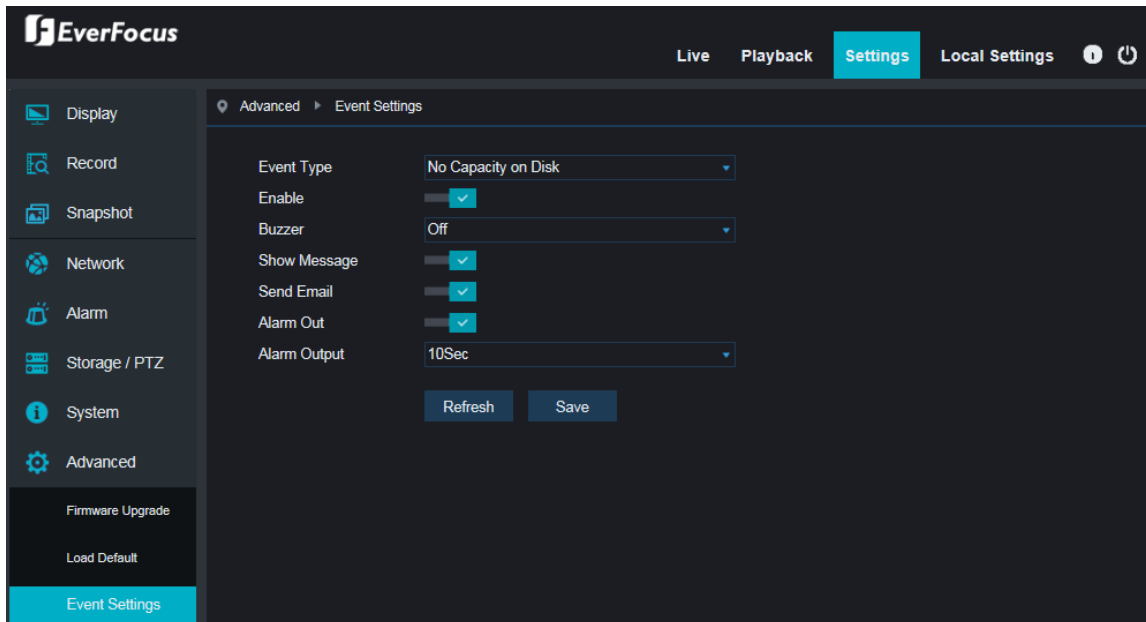 EverFocus
Live Playback Settings Local Settings
Display
Record
Snapshot
Network
Alarm
Storage / PTZ
System
Advanced
Firmware Upgrade
Load Default
Event Settings
Advanced Event Settings
Event Type No Capacity on Disk
Enable
Buzzer Off
Show Message
Send Email
Alarm Out
Alarm Output 10Sec
Refresh Save